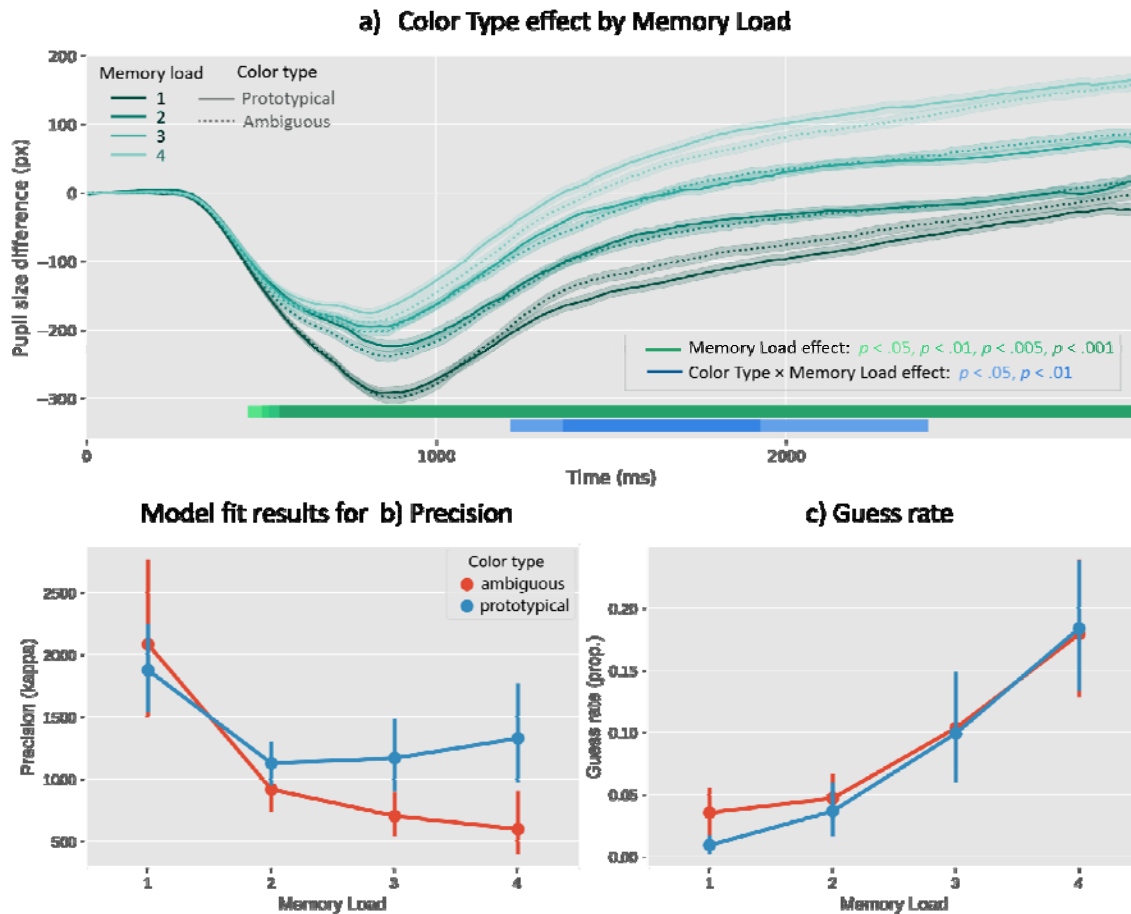 a) Color Type effect by Memory Load
200
100
0
−100
−200
−300
Pupil size difference (px)
Memory load
1
2
3
4
Color type
Prototypical
Ambiguous
Memory Load effect: p < .05, p < .01, p < .005, p < .001
Color Type × Memory Load effect: p < .05, p < .01
0 1000 2000
Time (ms)
Model fit results for b) Precision
2500
2000
1500
1000
500
Precision (kappa)
Color type
ambiguous
prototypical
1 2 3 4
Memory Load
c) Guess rate
0.20
0.15
0.10
0.05
0.00
Guess rate (prop.)
1 2 3 4
Memory Load